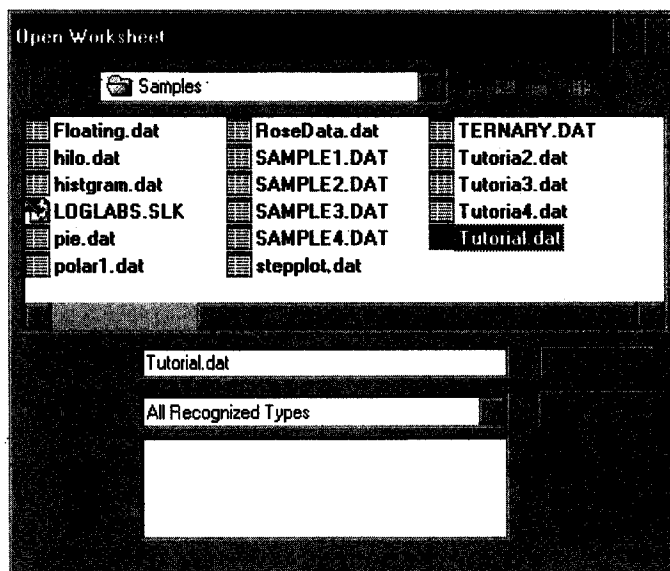 Open Worksheet
Samples
Floating.dat
hilo.dat
histgram.dat
LOGLABS.SLK
pie.dat
polar1.dat
RoseData.dat
SAMPLE1.DAT
SAMPLE2.DAT
SAMPLE3.DAT
SAMPLE4.DAT
stepplot.dat
TERNARY.DAT
Tutoria2.dat
Tutoria3.dat
Tutoria4.dat
Tutorial.dat
Tutorial.dat
All Recognized Types